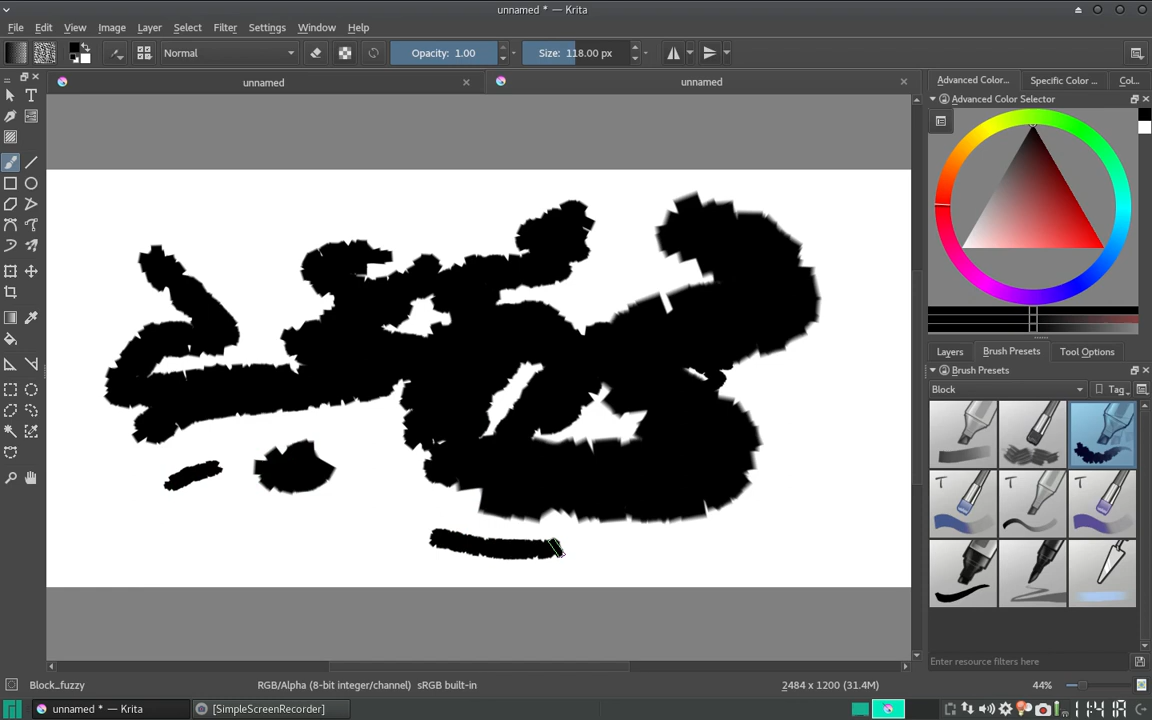 unnamed * — Krita
File Edit View Image Layer Select Filter Settings Window Help
Normal Opacity: 1.00 Size: 118.00 px
unnamed unnamed
Advanced Color... Specific Color ... Col...
Advanced Color Selector
Layers Brush Presets Tool Options
Brush Presets
Block Tag
T T T
Enter resource filters here
Block_fuzzy RGB/Alpha (8-bit integer/channel) sRGB built-in 2484 x 1200 (31.4M) 44%
unnamed * — Krita [SimpleScreenRecorder]